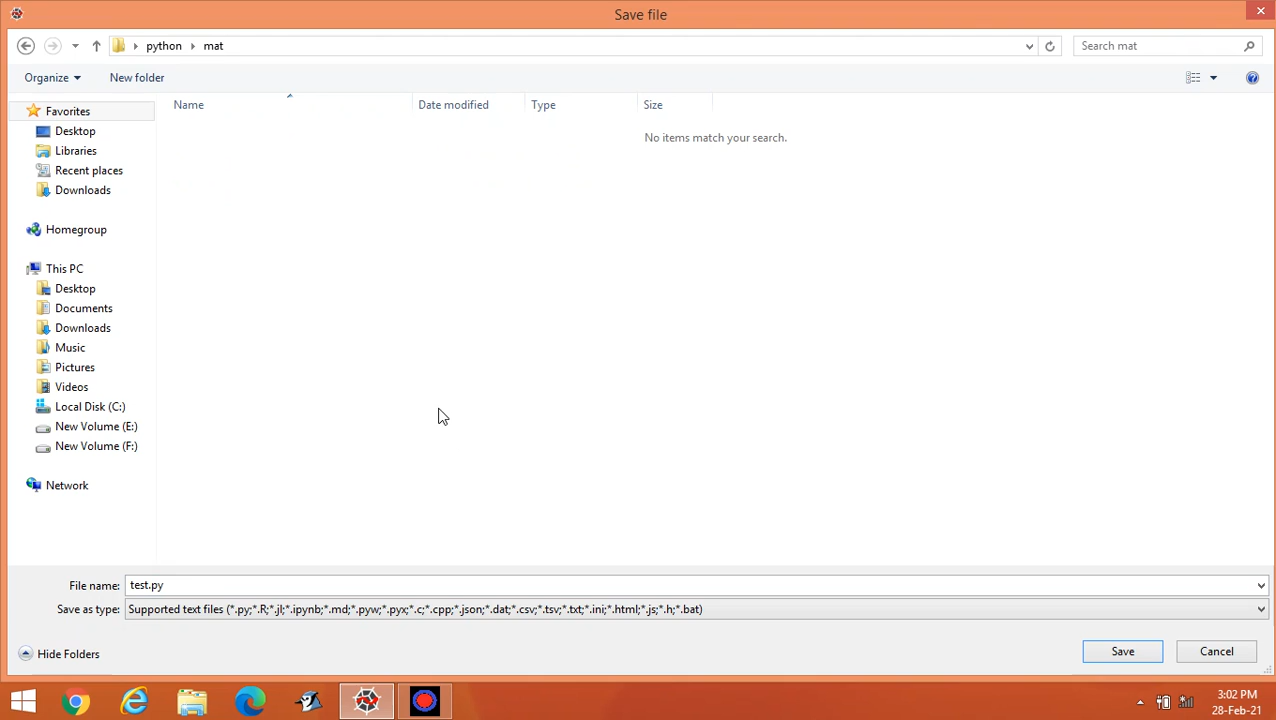 Save file
python mat
Search mat
Organize
New folder
Name
Date modified
Type
Size
No items match your search.
Favorites
Desktop
Libraries
Recent places
Downloads
Homegroup
This PC
Desktop
Documents
Downloads
Music
Pictures
Videos
Local Disk (C:)
New Volume (E:)
New Volume (F:)
Network
File name: test.py
Save as type: Supported text files (*.py;*.R;*.jl;*.ipynb;*.md;*.pyw;*.pyx;*.c;*.cpp;*.json;*.dat;*.csv;*.tsv;*.txt;*.ini;*.html;*.js;*.h;*.bat)
Hide Folders
Save
Cancel
3:02 PM
28-Feb-21